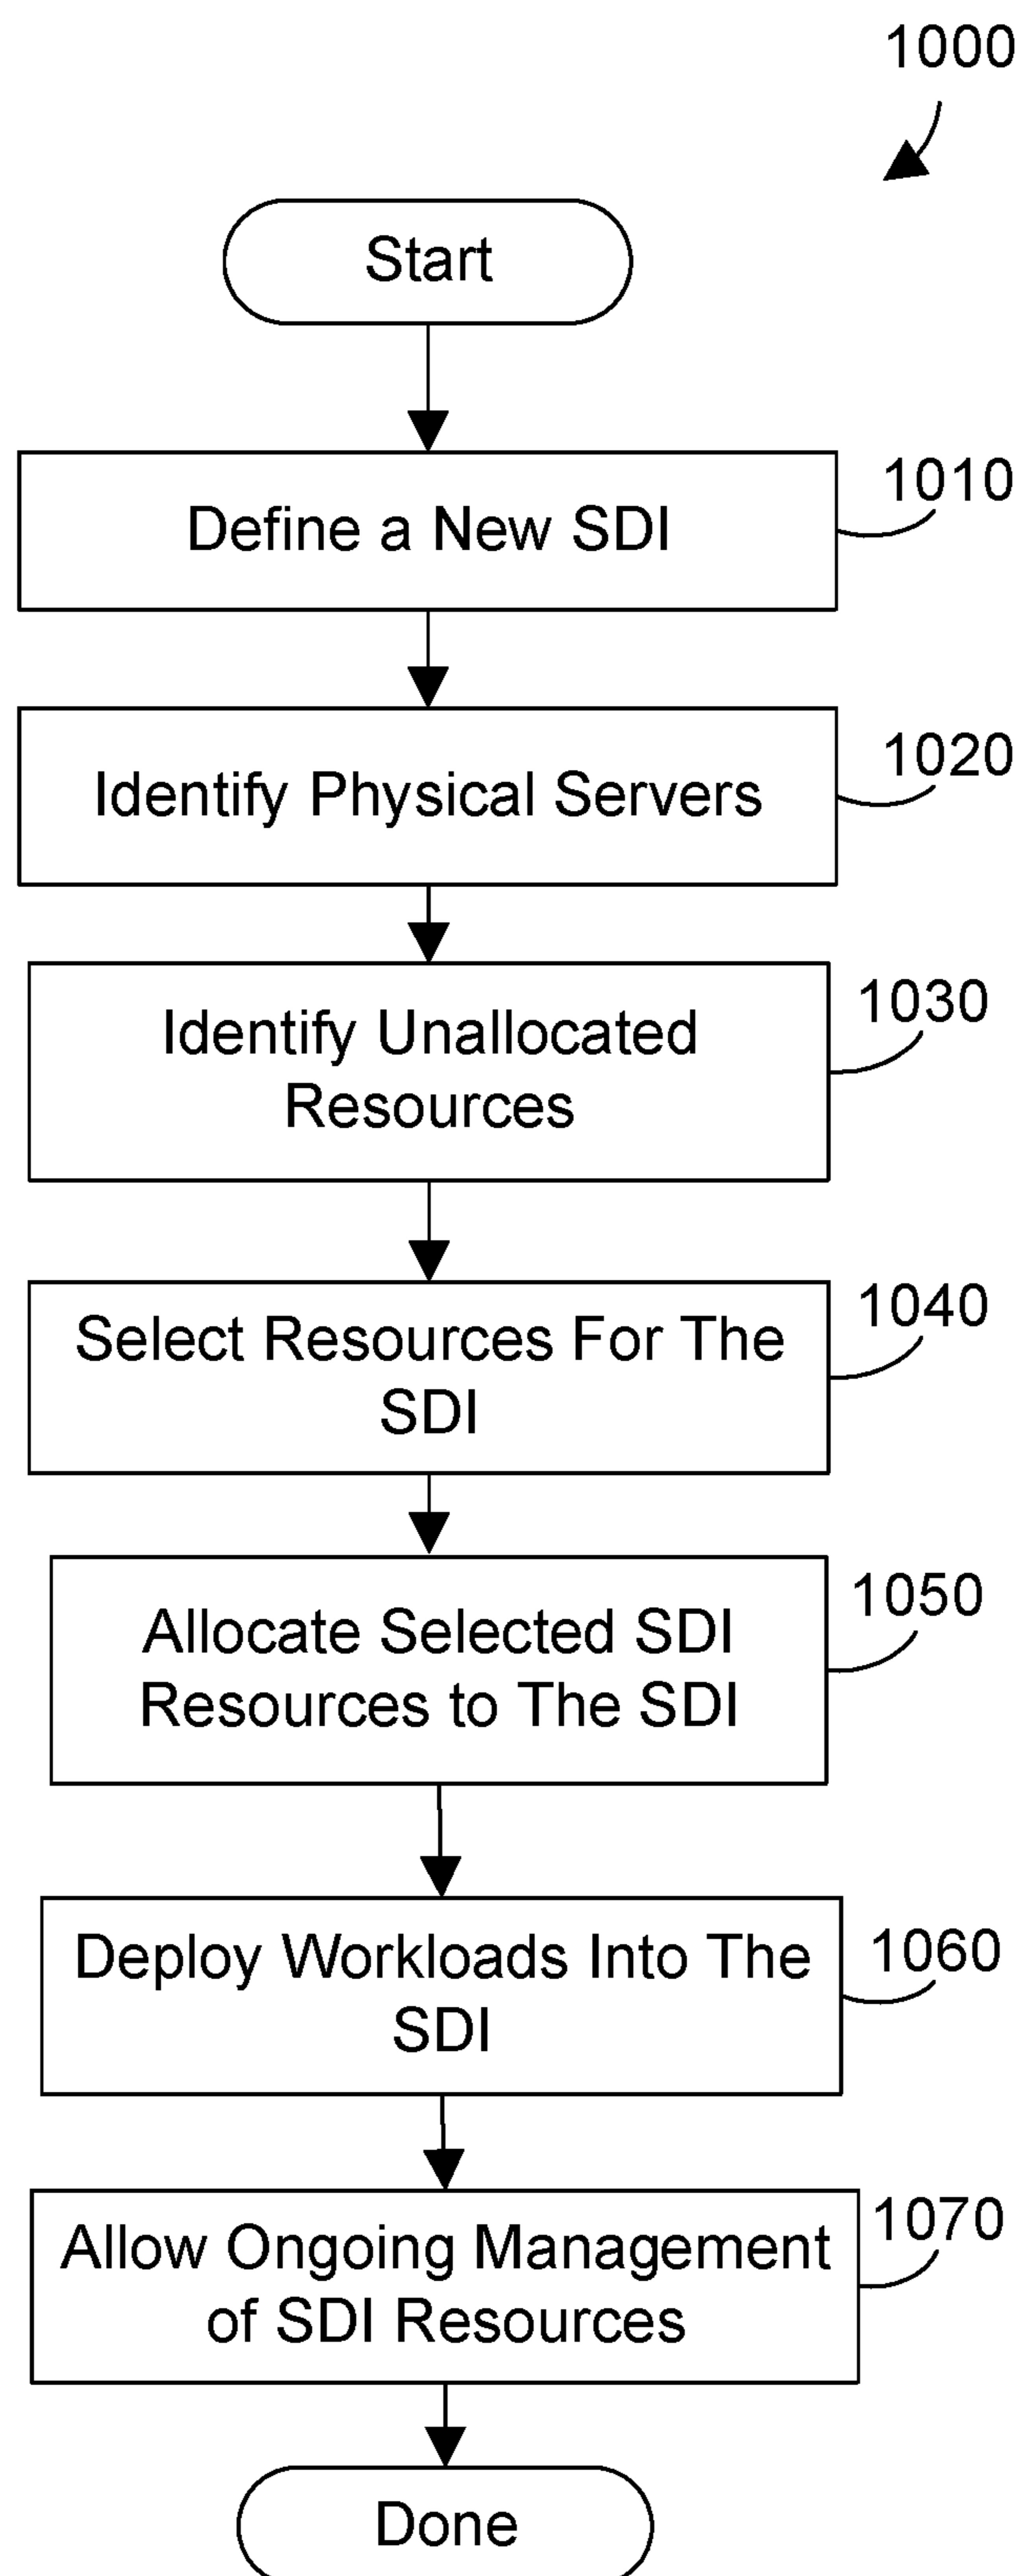 1000
Start
Define a New SDI
1010
Identify Physical Servers
1020
Identify Unallocated
Resources
1030
Select Resources For The
SDI
1040
Allocate Selected SDI
Resources to The SDI
1050
Deploy Workloads Into The
SDI
1060
Allow Ongoing Management
of SDI Resources
1070
Done